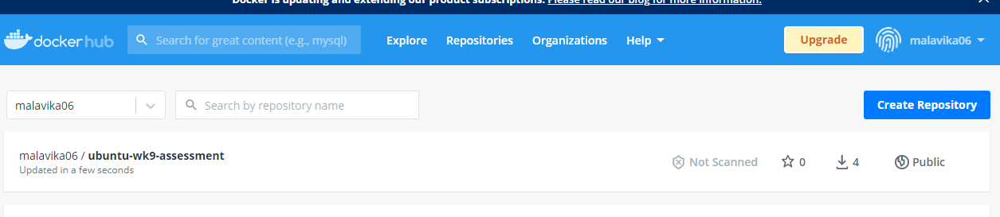 Docker is updating and extending our product subscriptions. Please read our blog for more information.
dockerhub Search for great content (e.g., mysql) Explore Repositories Organizations Help Upgrade malavika06
malavika06 Search by repository name Create Repository
malavika06 / ubuntu-wk9-assessment
Updated in a few seconds
Not Scanned 0 4 Public